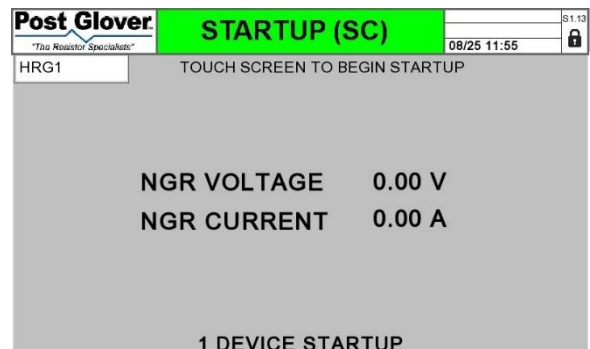 Post Glover.
"The Resistor Specialists"
STARTUP (SC)
S1.13
08/25 11:55
HRG1
TOUCH SCREEN TO BEGIN STARTUP
NGR VOLTAGE 0.00 V
NGR CURRENT 0.00 A
1 DEVICE STARTUP